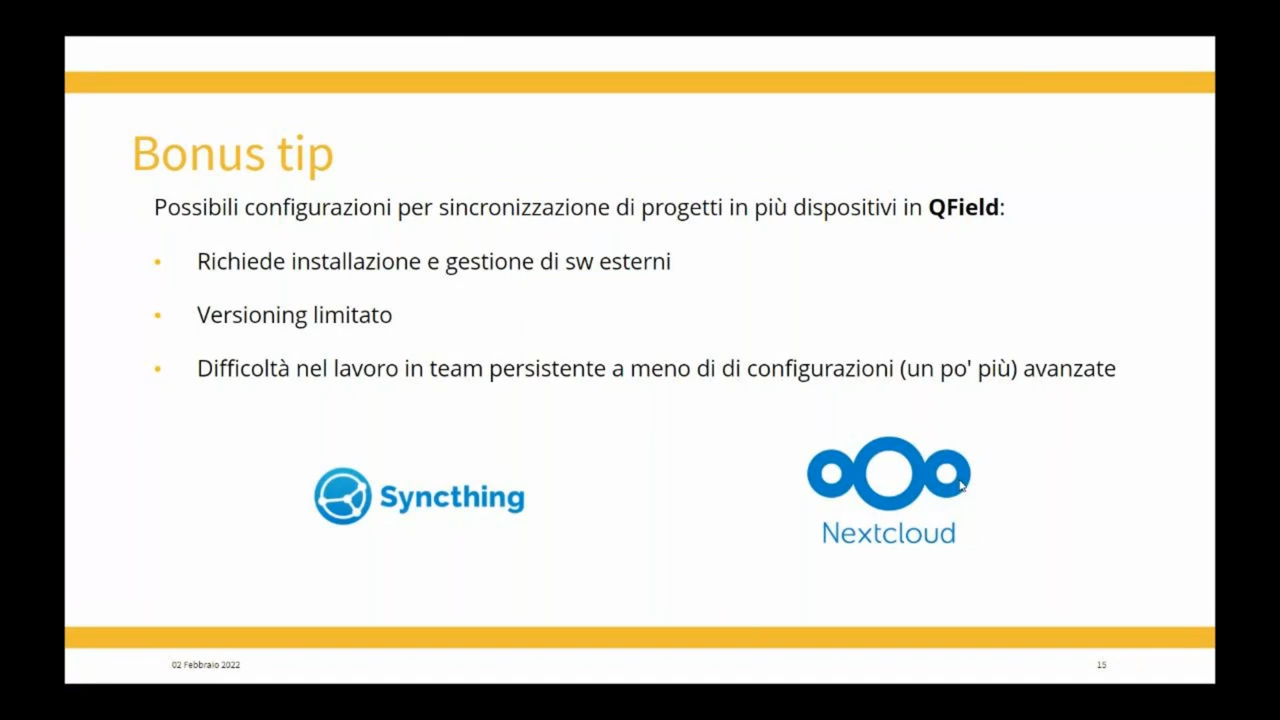 Bonus tip
Possibili configurazioni per sincronizzazione di progetti in più dispositivi in QField:
• Richiede installazione e gestione di sw esterni
• Versioning limitato
• Difficoltà nel lavoro in team persistente a meno di di configurazioni (un po' più) avanzate
Syncthing
Nextcloud
02 Febbraio 2022
15